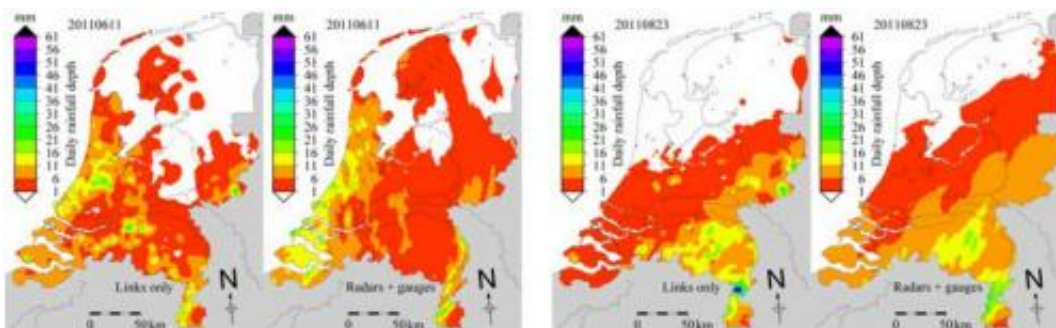 mm 20110611
61
56
51
46
41
36
31
26
21
16
11
6
1
Daily rainfall depth
Links only
N
0 50km
mm 20110611
61
56
51
46
41
36
31
26
21
16
11
6
1
Daily rainfall depth
Radars + gauges
N
0 50km
mm 20110823
61
56
51
46
41
36
31
26
21
16
11
6
1
Daily rainfall depth
Links only
N
0 50km
mm 20110823
61
56
51
46
41
36
31
26
21
16
11
6
1
Daily rainfall depth
Radars + gauges
N
0 50km